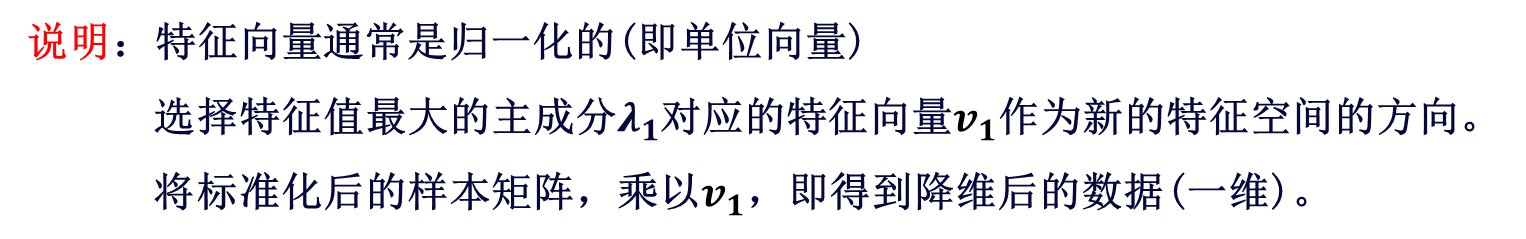 说明：特征向量通常是归一化的(即单位向量)
选择特征值最大的主成分λ₁对应的特征向量v₁作为新的特征空间的方向。
将标准化后的样本矩阵，乘以v₁，即得到降维后的数据(一维)。